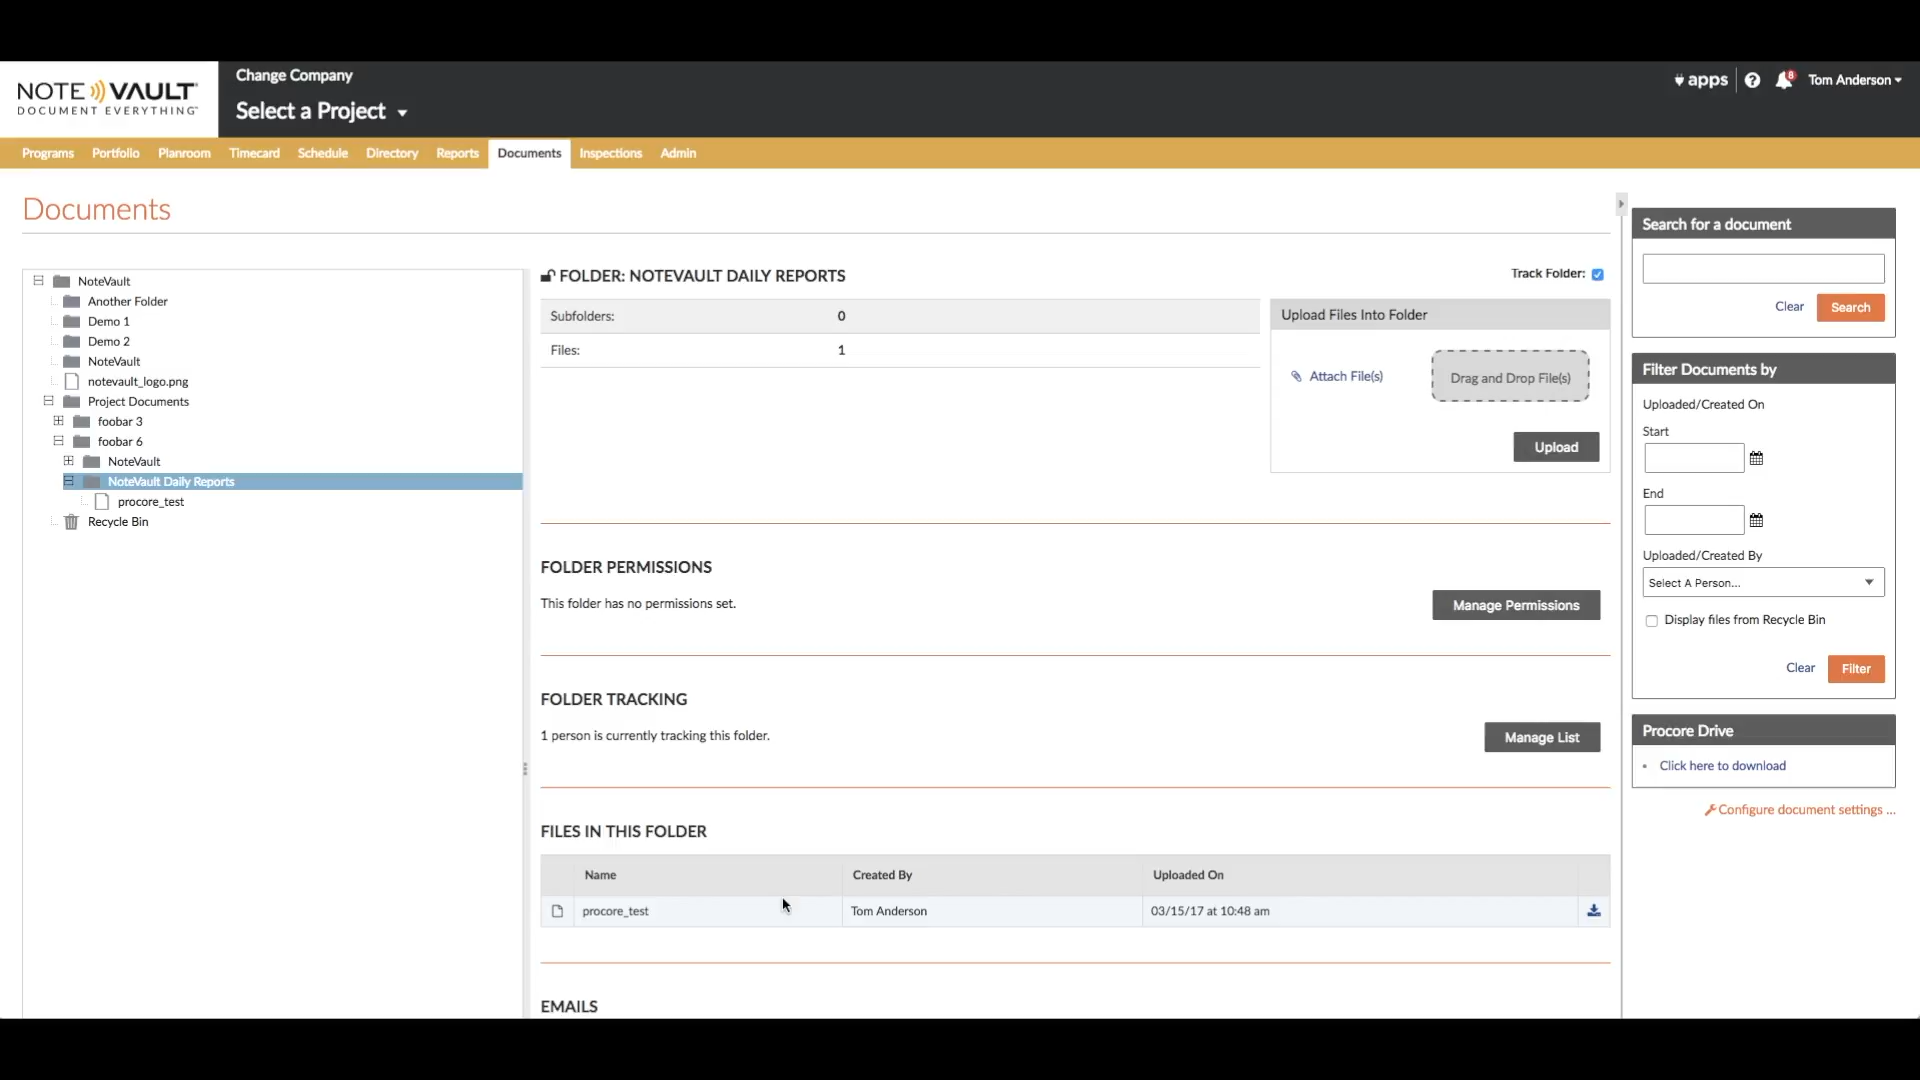 NOTE VAULT
DOCUMENT EVERYTHING
Change Company
Select a Project
apps
8
Tom Anderson
Programs
Portfolio
Planroom
Timecard
Schedule
Directory
Reports
Documents
Inspections
Admin
Documents
NoteVault
Another Folder
Demo 1
Demo 2
NoteVault
notevault_logo.png
Project Documents
foobar 3
foobar 6
NoteVault
NoteVault Daily Reports
procore_test
Recycle Bin
FOLDER: NOTEVAULT DAILY REPORTS
Track Folder:
Subfolders: 0
Files: 1
Upload Files Into Folder
Attach File(s)
Drag and Drop File(s)
Upload
FOLDER PERMISSIONS
This folder has no permissions set.
Manage Permissions
FOLDER TRACKING
1 person is currently tracking this folder.
Manage List
FILES IN THIS FOLDER
Name Created By Uploaded On
procore_test Tom Anderson 03/15/17 at 10:48 am
EMAILS
Search for a document
Clear
Search
Filter Documents by
Uploaded/Created On
Start
End
Uploaded/Created By
Select A Person...
Display files from Recycle Bin
Clear
Filter
Procore Drive
Click here to download
Configure document settings ...